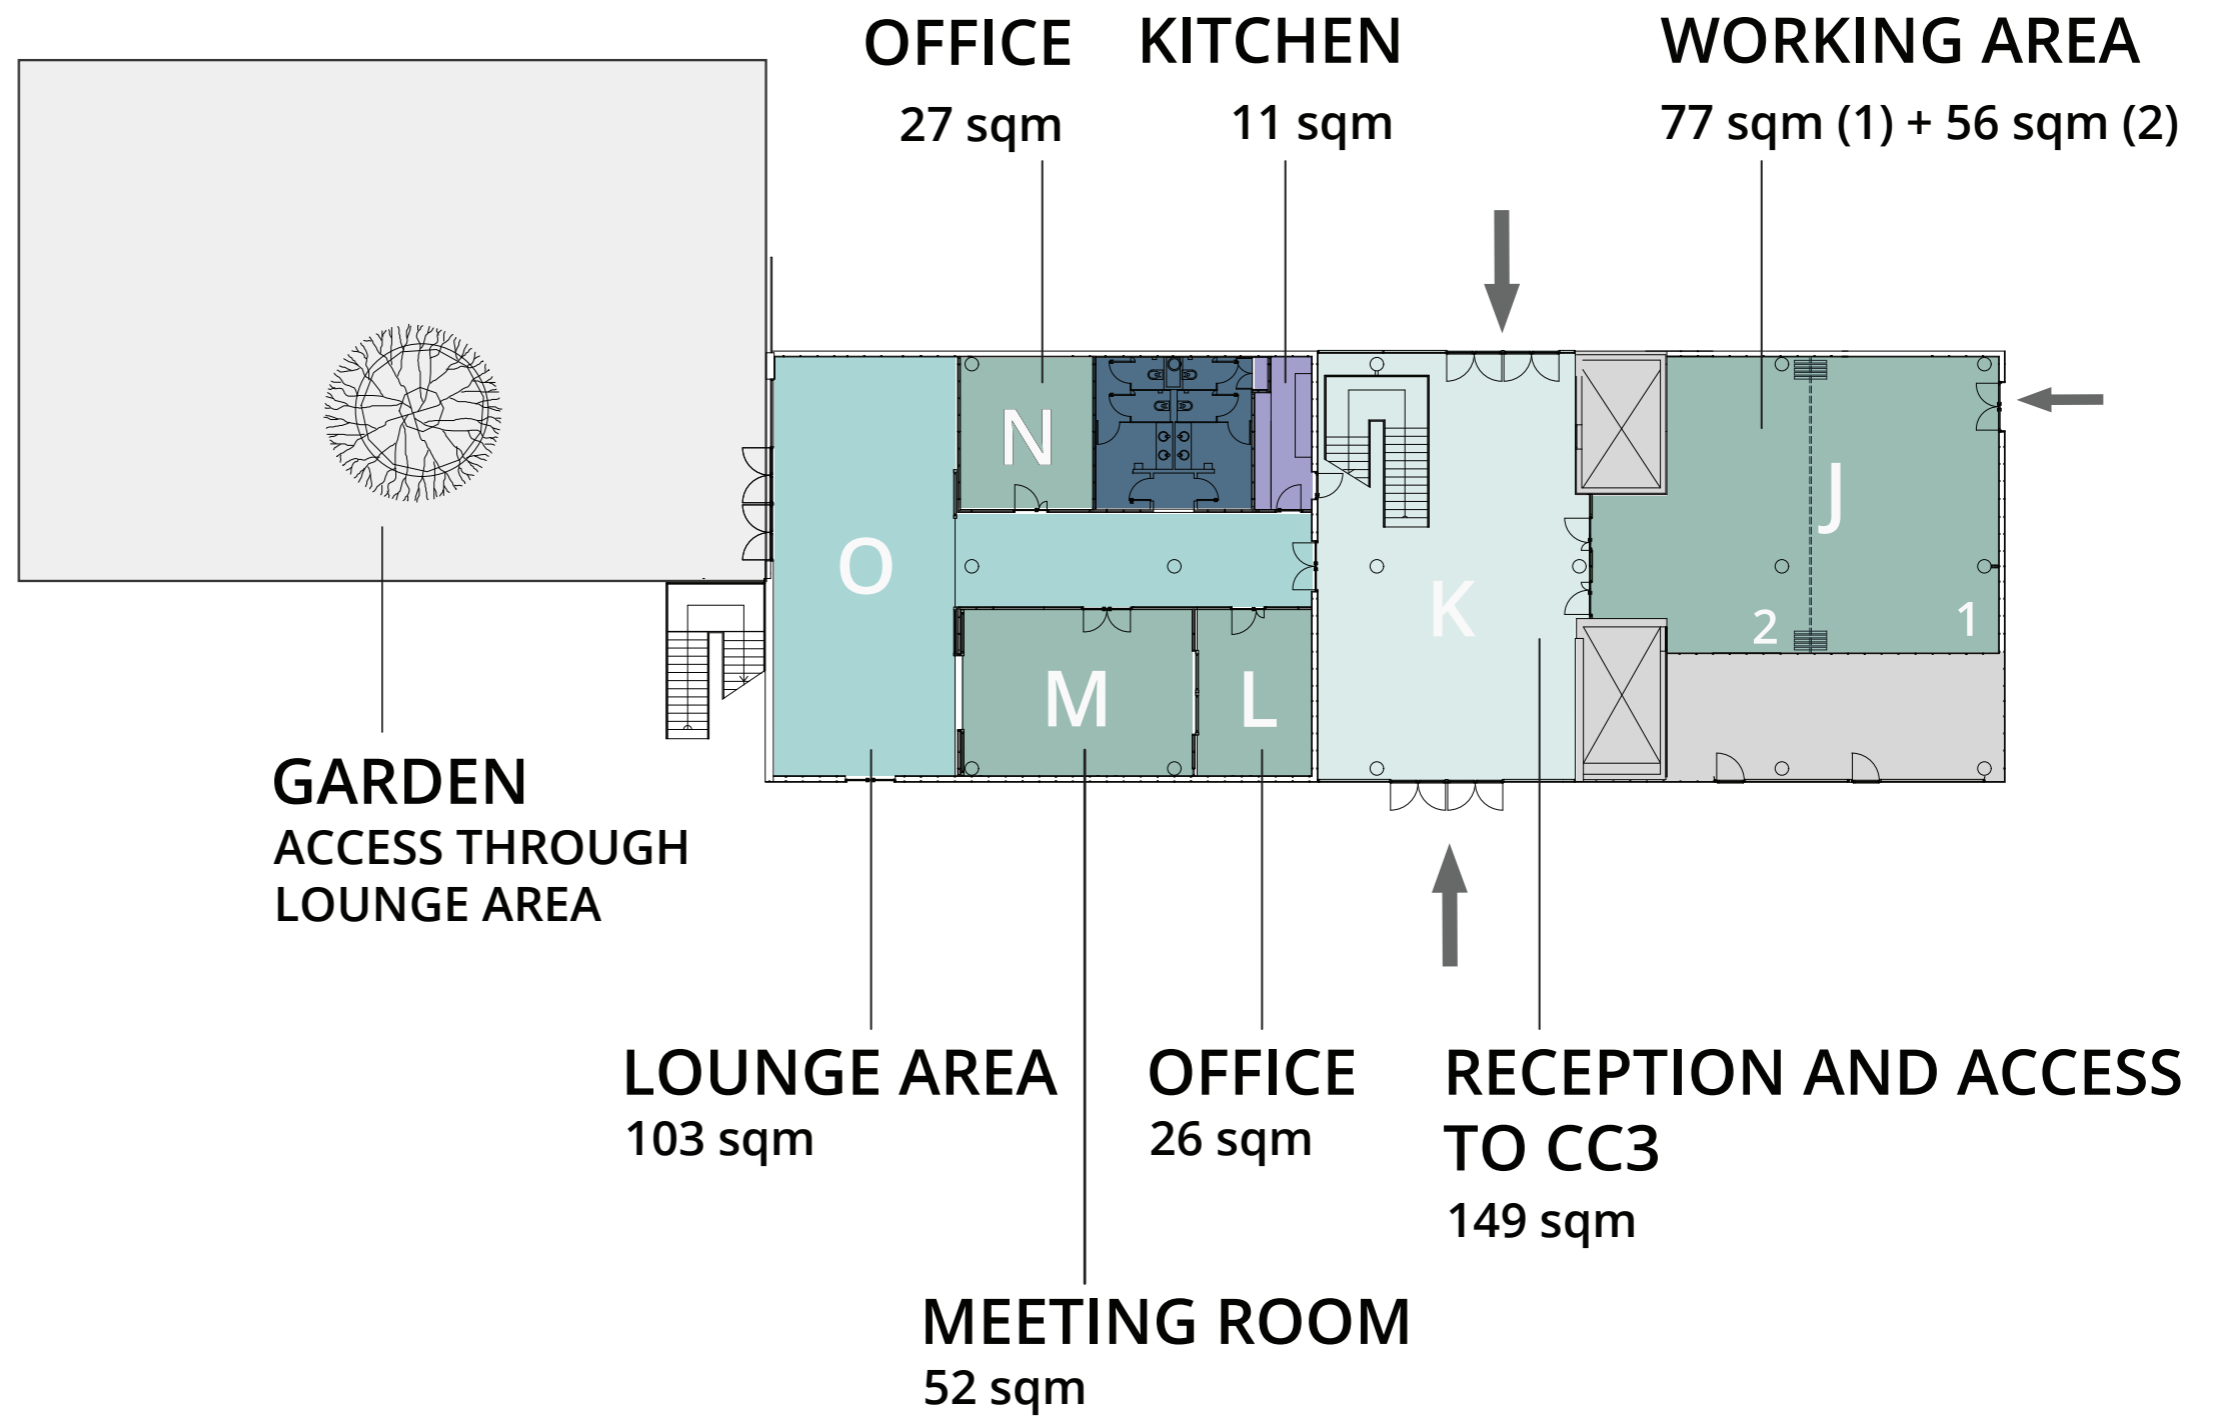 OFFICE
27 sqm
KITCHEN
11 sqm
WORKING AREA
77 sqm (1) + 56 sqm (2)
N
O
M
L
K
J
2
1
GARDEN
ACCESS THROUGH
LOUNGE AREA
LOUNGE AREA
103 sqm
OFFICE
26 sqm
RECEPTION AND ACCESS
TO CC3
149 sqm
MEETING ROOM
52 sqm